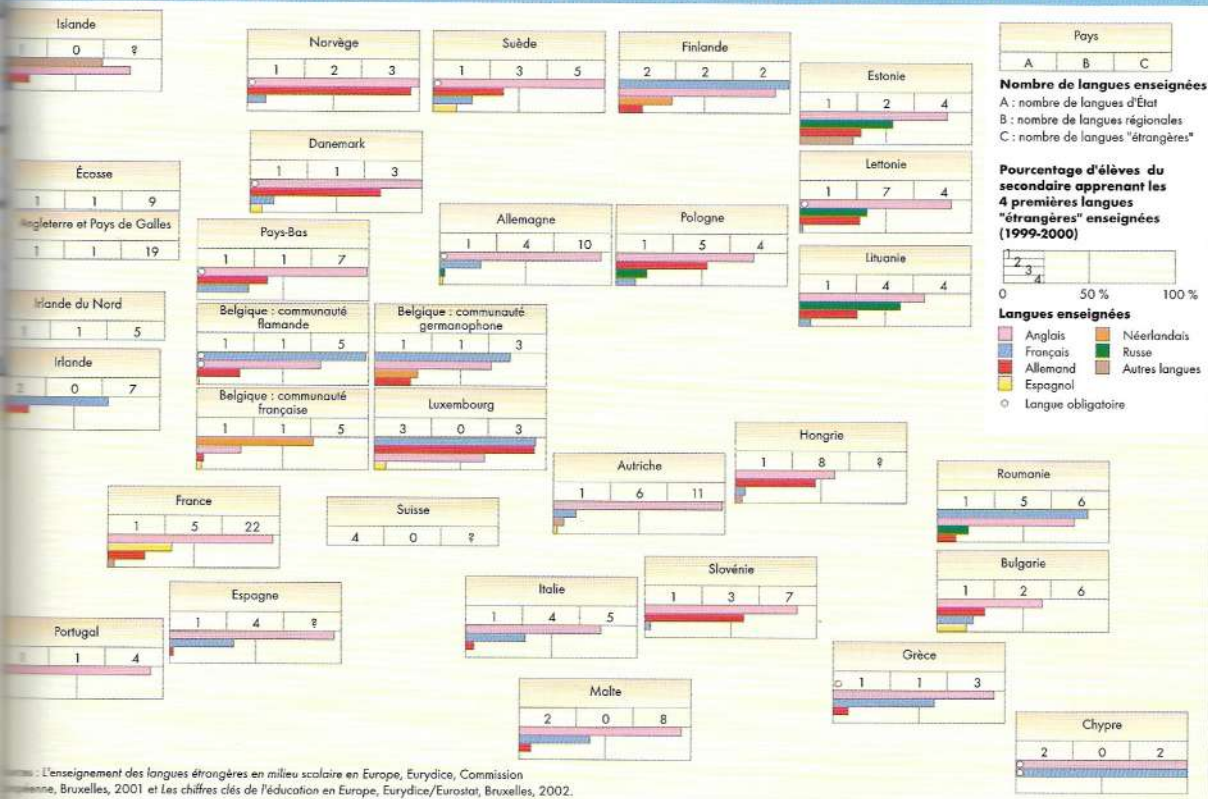 Islande
0 ?
Norvège
1 2 3
Suède
1 3 5
Finlande
2 2 2
Estonie
1 2 4
Pays
A B C
Nombre de langues enseignées
A : nombre de langues d'État
B : nombre de langues régionales
C : nombre de langues "étrangères"
Pourcentage d'élèves du
secondaire apprenant les
4 premières langues
"étrangères" enseignées
(1999-2000)
1
2
3
4
0 50 % 100 %
Langues enseignées
Anglais
Français
Allemand
Espagnol
Néerlandais
Russe
Autres langues
Langue obligatoire
Danemark
1 1 3
Lettonie
1 7 4
Écosse
1 1 9
Angleterre et Pays de Galles
1 1 19
Pays-Bas
1 1 7
Allemagne
1 4 10
Pologne
1 5 4
Lituanie
1 4 4
Irlande du Nord
1 1 5
Belgique : communauté
flamande
1 1 5
Belgique : communauté
germanophone
1 1 3
Irlande
2 0 7
Belgique : communauté
française
1 1 5
Luxembourg
3 0 3
Hongrie
1 8 ?
Autriche
1 6 11
Roumanie
1 5 6
France
1 5 22
Suisse
4 0 ?
Slovénie
1 3 7
Bulgarie
1 2 6
Espagne
1 4 ?
Italie
1 4 5
Portugal
1 4
Grèce
1 1 3
Malte
2 0 8
Chypre
2 0 2
: L'enseignement des langues étrangères en milieu scolaire en Europe, Eurydice, Commission
Bruxelles, 2001 et Les chiffres clés de l'éducation en Europe, Eurydice/Eurostat, Bruxelles, 2002.